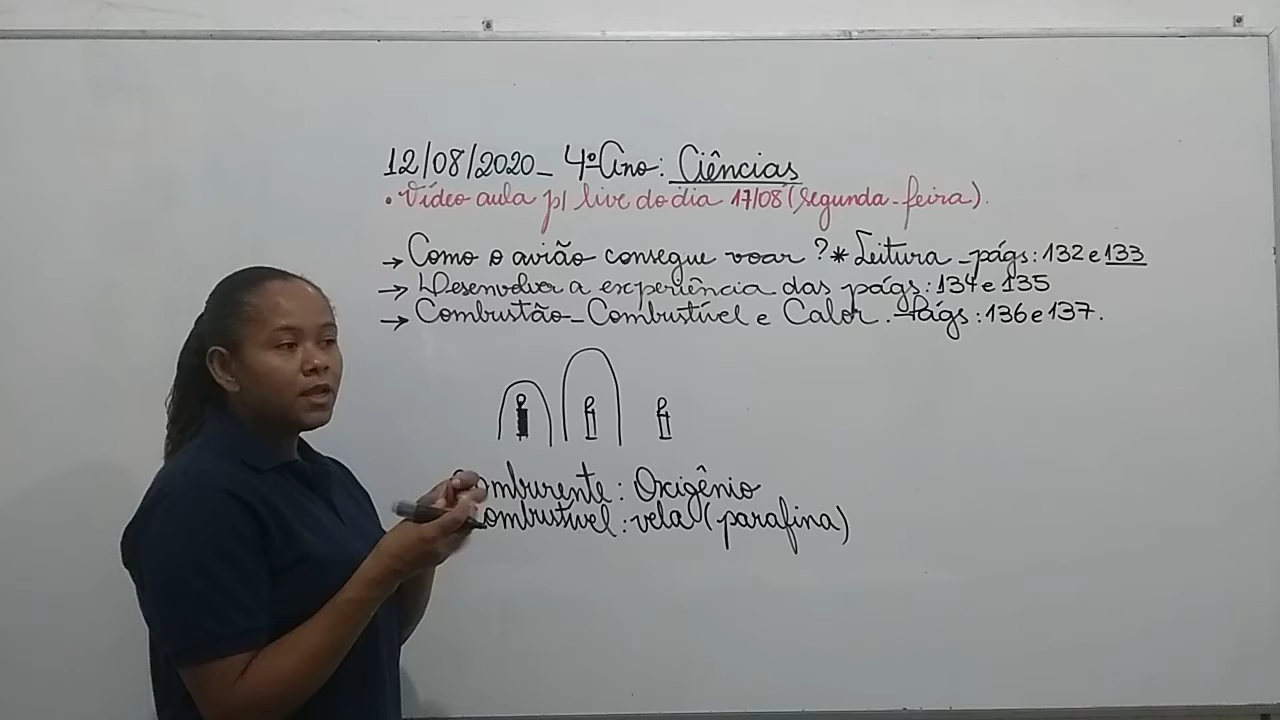 12/08/2020_ 4º Ano: Ciências
• Vídeo aula p/ live do dia 17/08 (segunda-feira).
→ Como o avião consegue voar ? * Leitura - págs: 132 e 133
→ Desenvolver a experiência das págs: 134 e 135
→ Combustão - Combustível e Calor. Págs: 136 e 137.
omburente: Oxigênio
ombustível: vela (parafina)